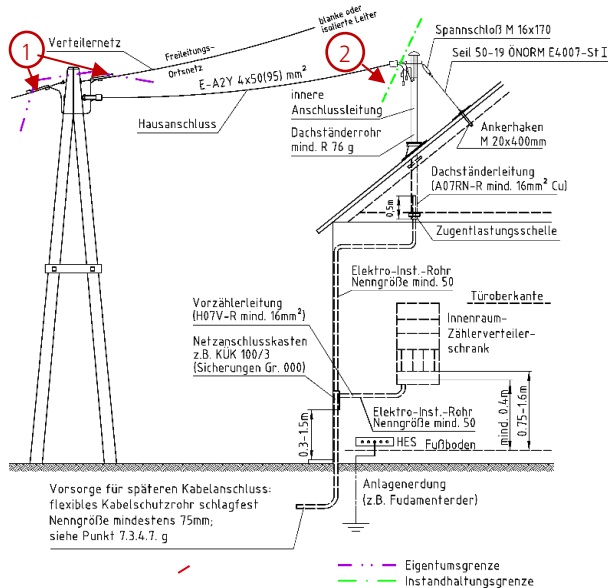 1
Verteilernetz
Freileitungs-
Ortsnetz
blanke oder
isolierte Leiter
E-A2Y 4x50(95) mm²
Hausanschluss
2
Spannschloß M 16x170
Seil 50-19 ÖNORM E4007-St I
innere
Anschlussleitung
Dachständerrohr
mind. R 76 g
Ankerhaken
M 20x400mm
Dachständerleitung
(A07RN-R mind. 16mm² Cu)
0,5m
Zugentlastungsschelle
Elektro-Inst.-Rohr
Nenngröße mind. 50
Vorzählerleitung
(H07V-R mind. 16mm²)
Netzanschlusskasten
z.B. KÜK 100/3
(Sicherungen Gr. 000)
Türoberkante
Innenraum-
Zählerverteiler-
schrank
0.3-1.5m
Elektro-Inst.-Rohr
Nenngröße mind. 50
HES
Fußboden
mind. 0.4m
0.75-1.6m
Anlagenerdung
(z.B. Fudamenterder)
Vorsorge für späteren Kabelanschluss:
flexibles Kabelschutzrohr schlagfest
Nenngröße mindestens 75mm;
siehe Punkt 7.3.4.7. g
Eigentumsgrenze
Instandhaltungsgrenze